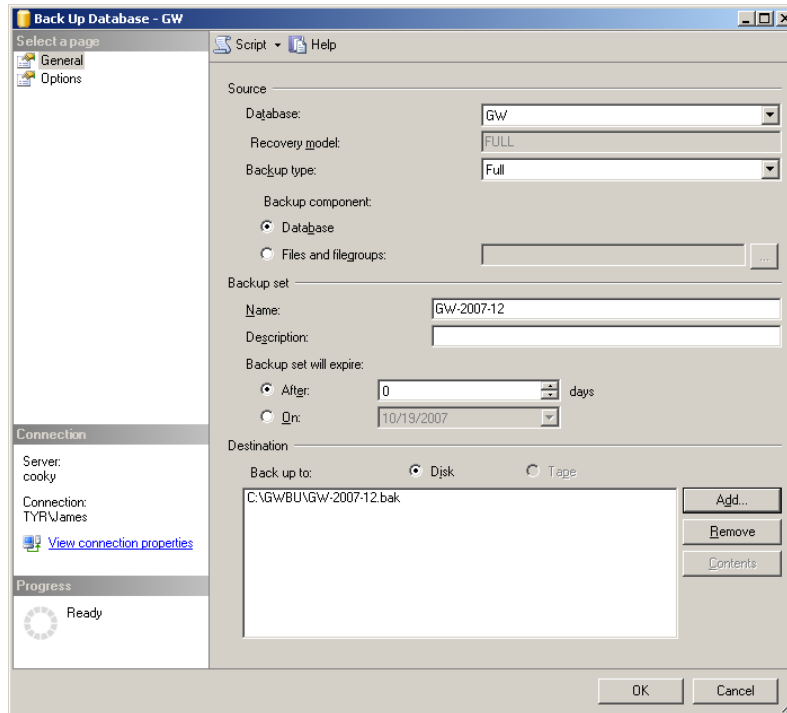 Back Up Database - GW
Select a page
General
Options
Script
Help
Source
Database:
GW
Recovery model:
FULL
Backup type:
Full
Backup component:
Database
Files and filegroups:
...
Backup set
Name:
GW-2007-12
Description:
Backup set will expire:
After:
0
days
On:
10/19/2007
Destination
Back up to:
Disk
Tape
C:\GWBU\GW-2007-12.bak
Add...
Remove
Contents
Connection
Server:
cooky
Connection:
TYR\James
View connection properties
Progress
Ready
OK
Cancel